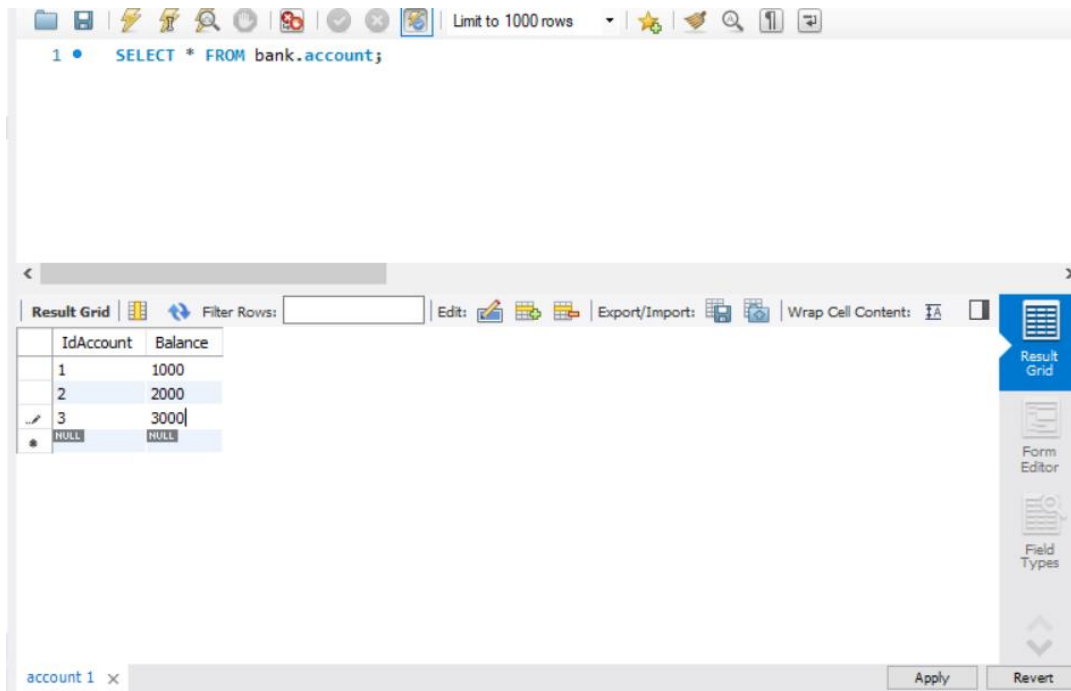 Limit to 1000 rows
1 SELECT * FROM bank.account;
Result Grid Filter Rows: Edit: Export/Import: Wrap Cell Content: IA
IdAccount Balance
1 1000
2 2000
3 3000
NULL NULL
Result
Grid
Form
Editor
Field
Types
account 1 Apply Revert